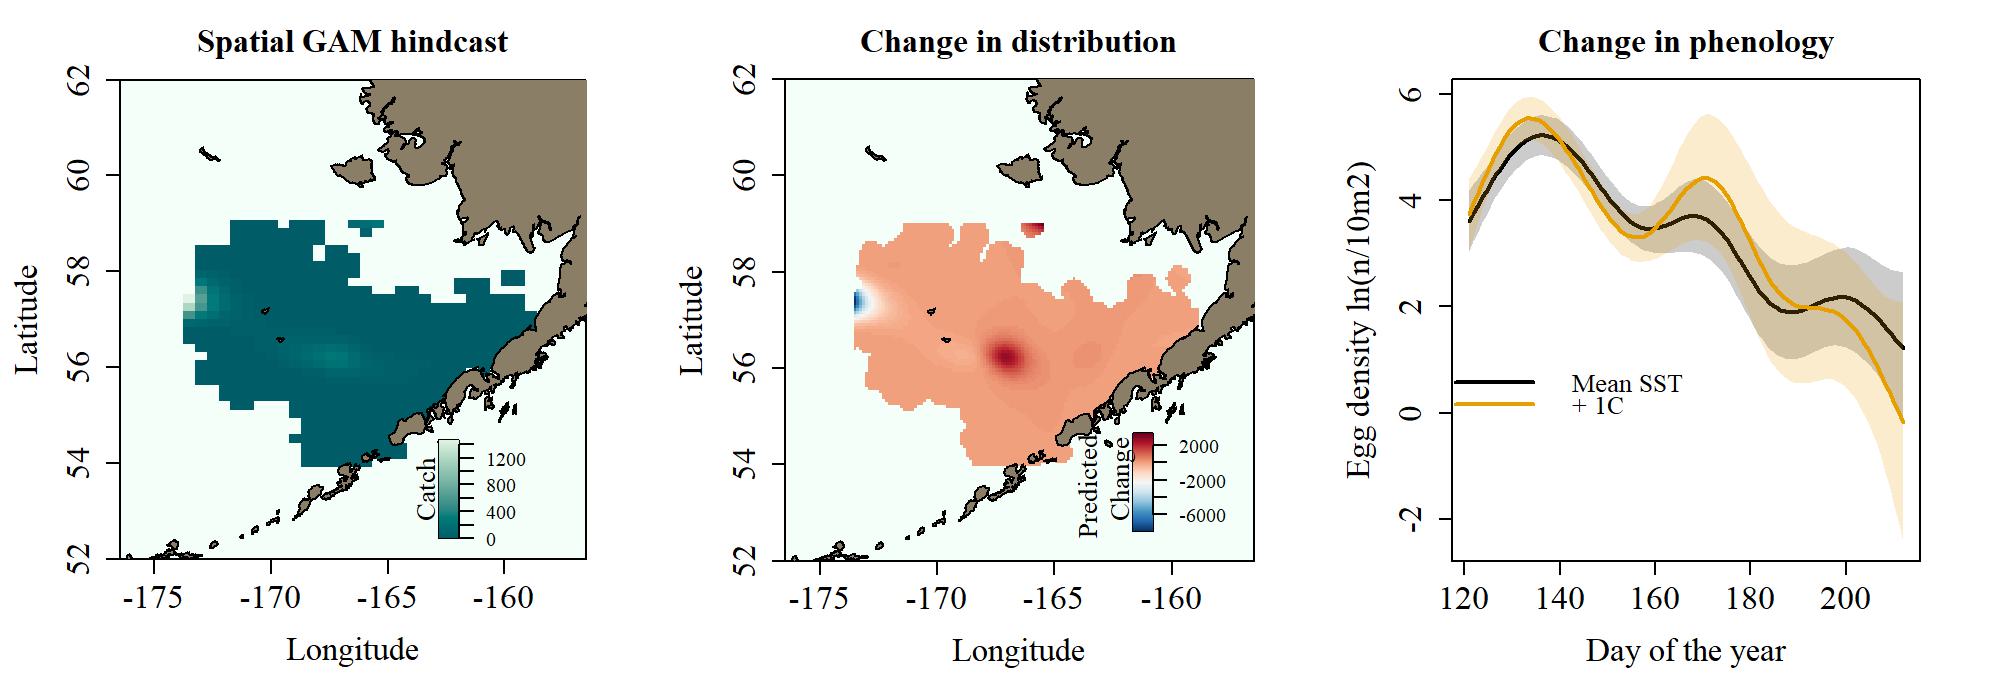 Spatial GAM hindcast
Latitude
62
60
58
56
54
52
-175
-170
-165
-160
Longitude
Catch
1200
800
400
0
Change in distribution
Latitude
62
60
58
56
54
52
-175
-170
-165
-160
Longitude
Predicted
Change
2000
-2000
-6000
Change in phenology
Egg density ln(n/10m2)
6
4
2
0
-2
Mean SST
+ 1C
120
140
160
180
200
Day of the year